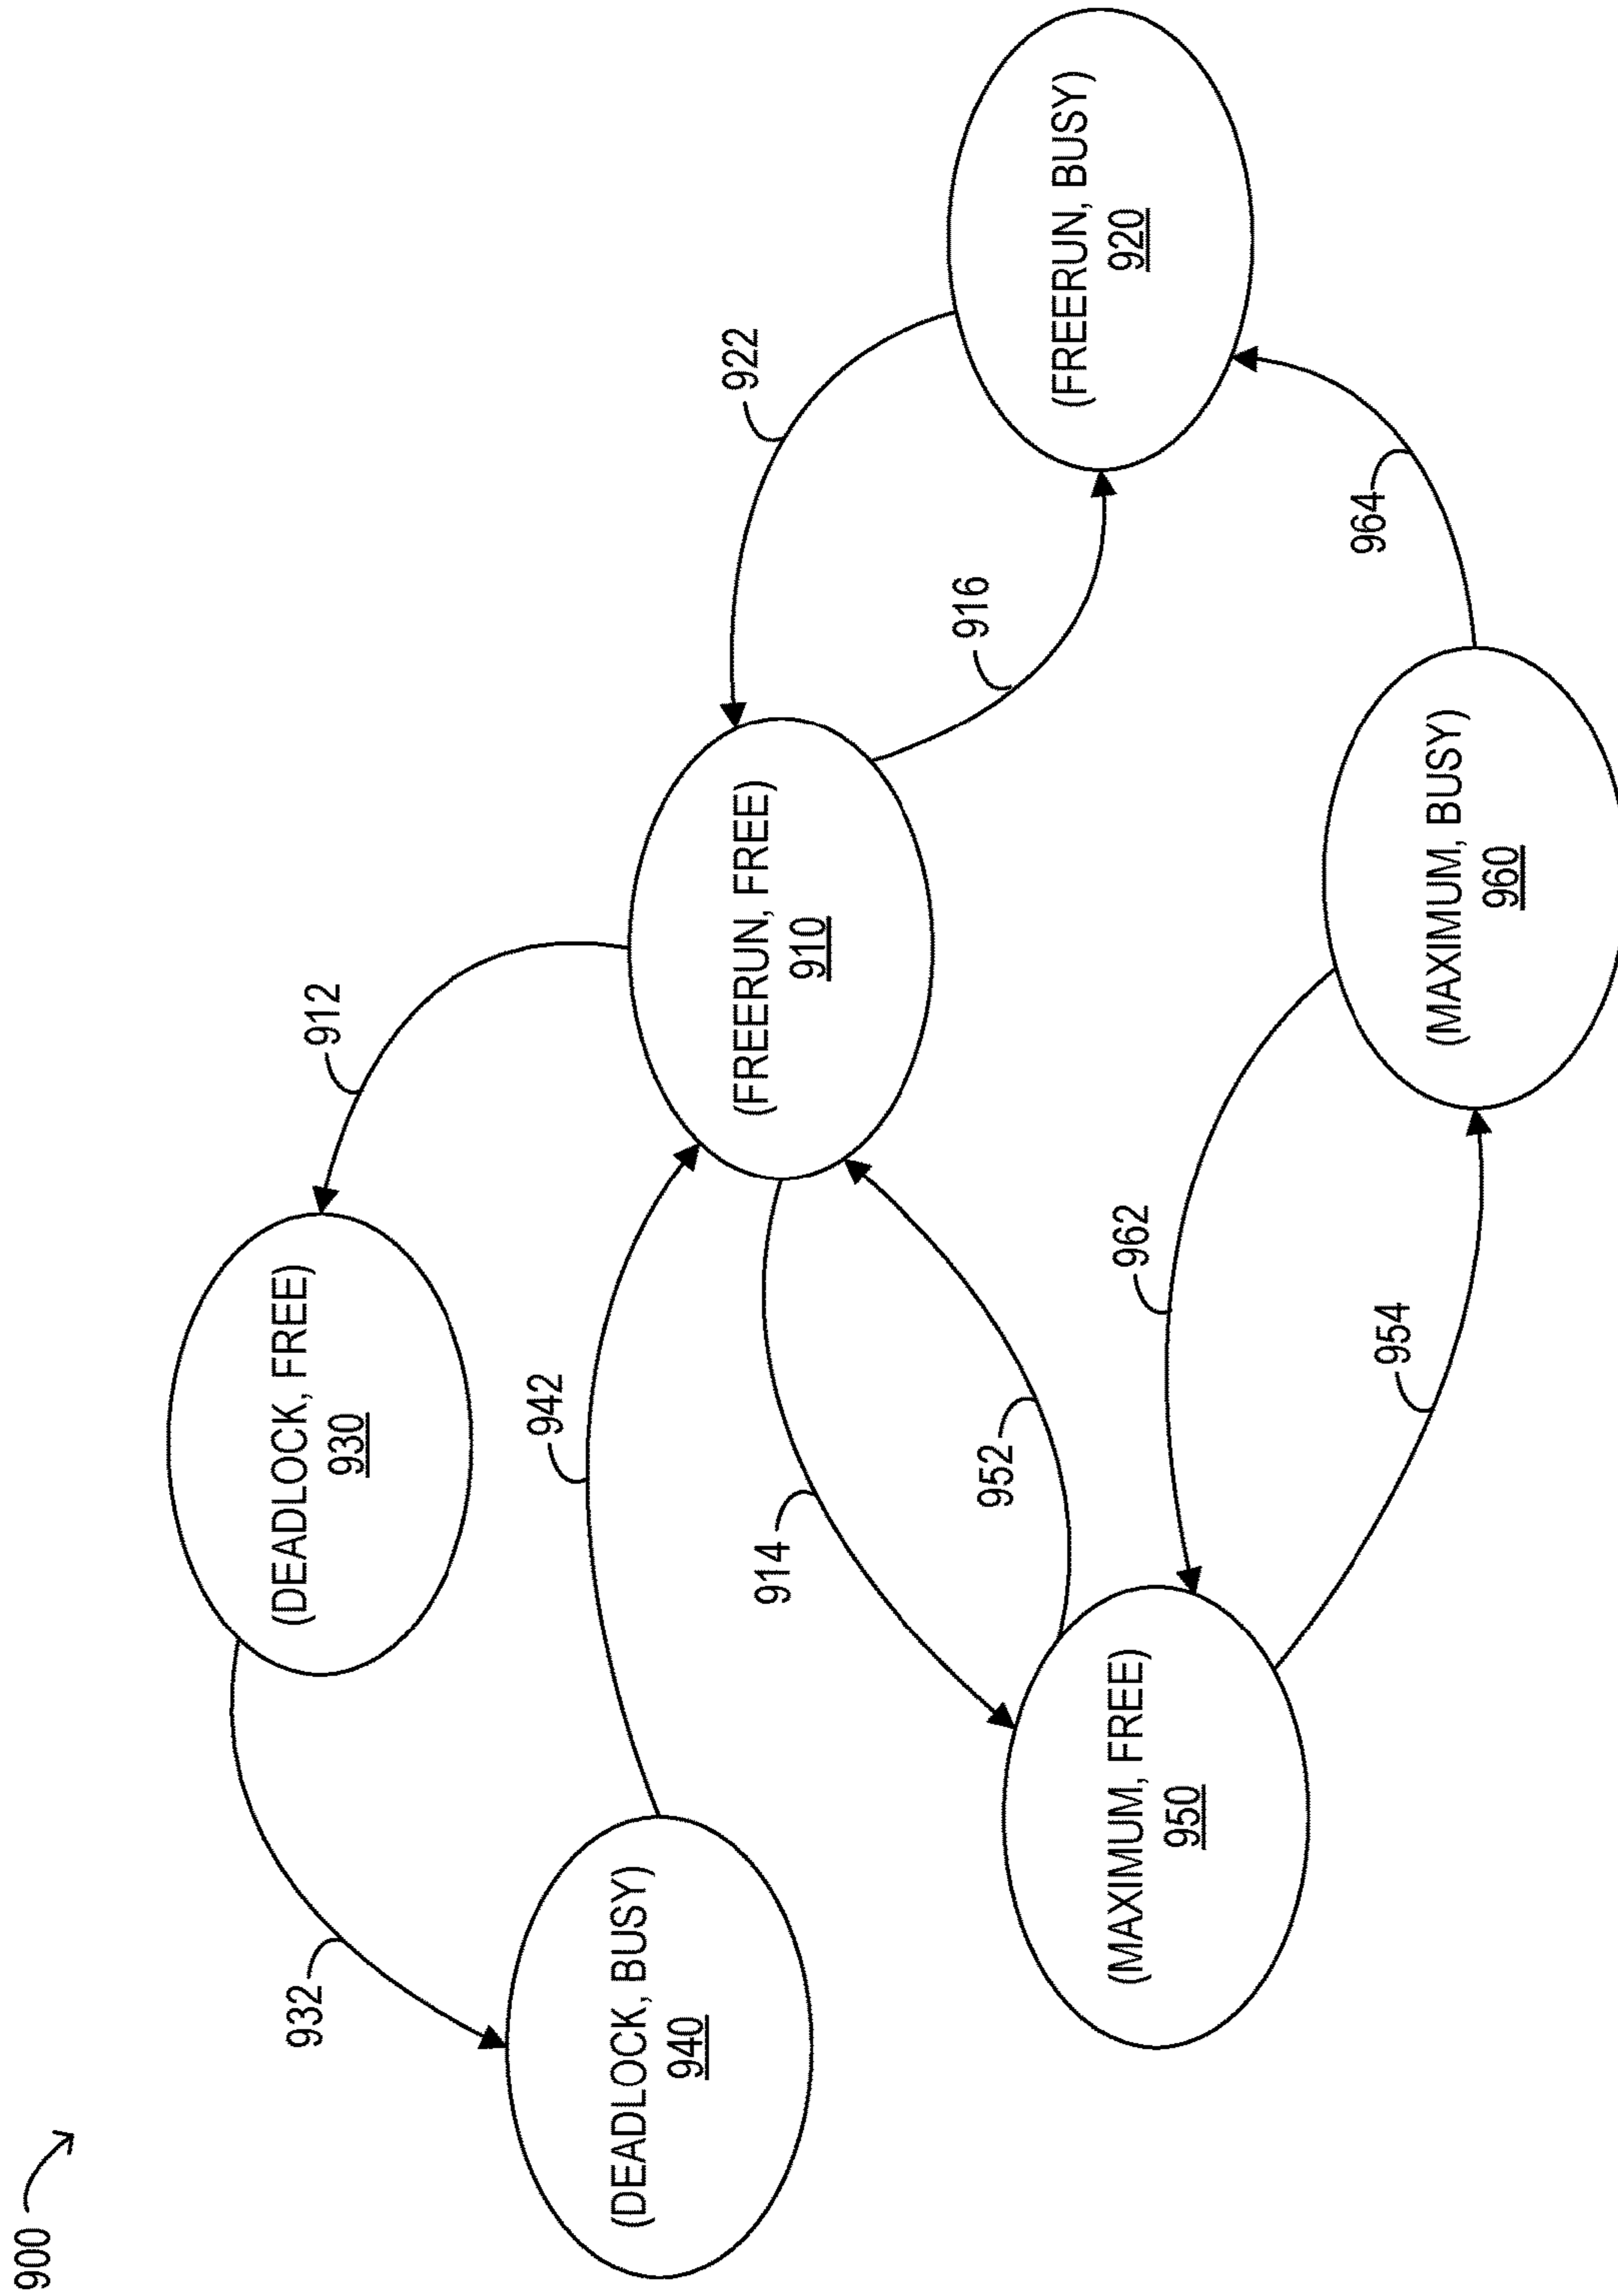 900
(DEADLOCK, FREE)
930
912
932
(DEADLOCK, BUSY)
940
942
(FREERUN, FREE)
910
922
914
916
952
(FREERUN, BUSY)
920
(MAXIMUM, FREE)
950
962
954
964
(MAXIMUM, BUSY)
960